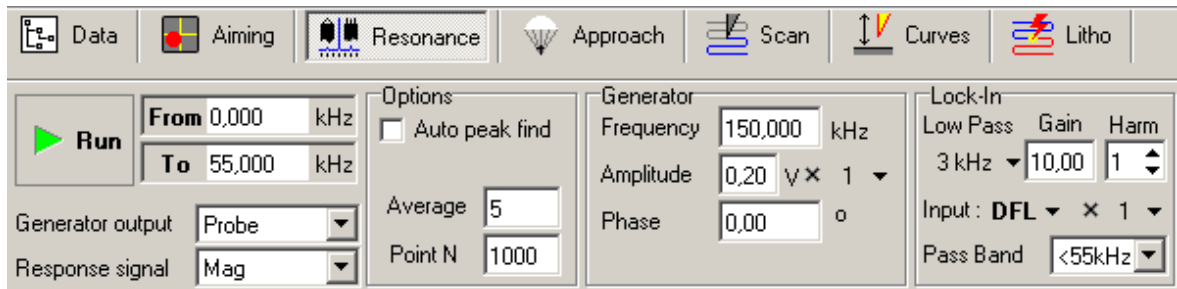 Data Aiming Resonance Approach Scan Curves Litho
Run
From 0,000 kHz
To 55,000 kHz
Generator output Probe
Response signal Mag
Options
Auto peak find
Average 5
Point N 1000
Generator
Frequency 150,000 kHz
Amplitude 0,20 V × 1
Phase 0,00 °
Lock-In
Low Pass Gain Harm
3 kHz 10,00 1
Input : DFL × 1
Pass Band <55kHz